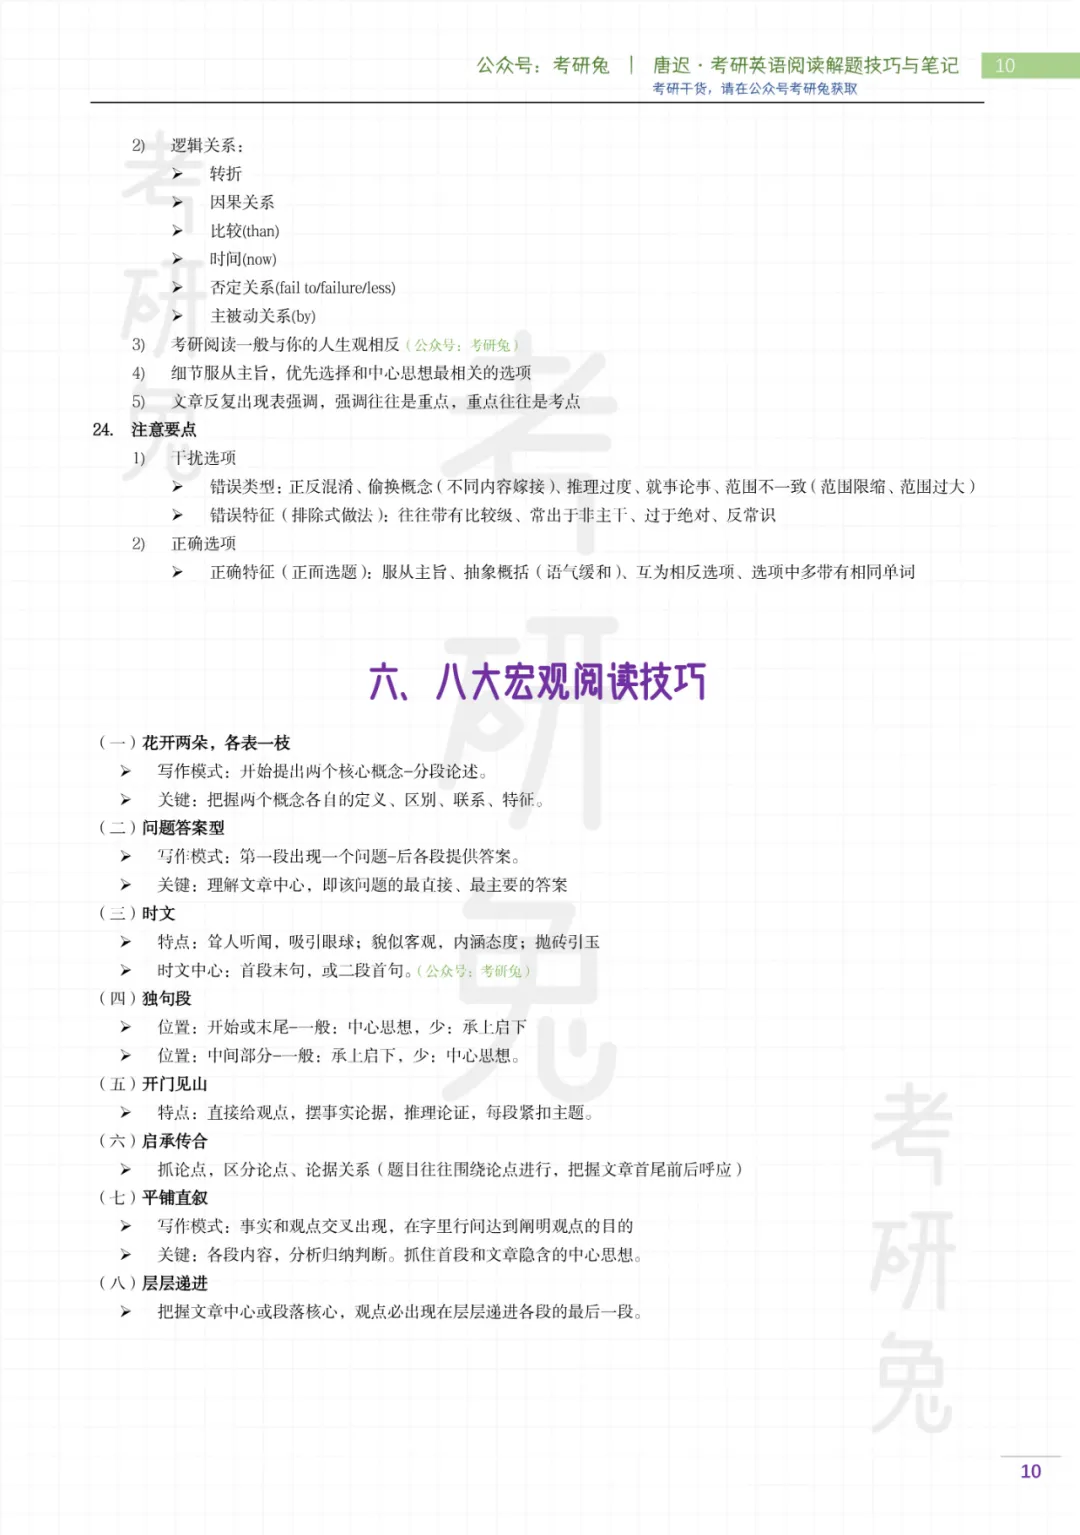 公众号：考研兔 | 唐迟·考研英语阅读解题技巧与笔记 10
考研干货，请在公众号考研兔获取
2) 逻辑关系：
➢ 转折
➢ 因果关系
➢ 比较(than)
➢ 时间(now)
➢ 否定关系(fail to/failure/less)
➢ 主被动关系(by)
3) 考研阅读一般与你的人生观相反（公众号：考研兔）
4) 细节服从主旨，优先选择和中心思想最相关的选项
5) 文章反复出现表强调，强调往往是重点，重点往往是考点
24. 注意要点
1) 干扰选项
➢ 错误类型：正反混淆、偷换概念（不同内容嫁接）、推理过度、就事论事、范围不一致（范围限缩、范围过大）
➢ 错误特征（排除式做法）：往往带有比较级、常出于非主干、过于绝对、反常识
2) 正确选项
➢ 正确特征（正面选题）：服从主旨、抽象概括（语气缓和）、互为相反选项、选项中多带有相同单词
六、八大宏观阅读技巧
（一）花开两朵，各表一枝
➢ 写作模式：开始提出两个核心概念–分段论述。
➢ 关键：把握两个概念各自的定义、区别、联系、特征。
（二）问题答案型
➢ 写作模式：第一段出现一个问题–后各段提供答案。
➢ 关键：理解文章中心，即该问题的最直接、最主要的答案
（三）时文
➢ 特点：耸人听闻，吸引眼球；貌似客观，内涵态度；抛砖引玉
➢ 时文中心：首段末句，或二段首句。（公众号：考研兔）
（四）独句段
➢ 位置：开始或末尾–一般：中心思想，少：承上启下
➢ 位置：中间部分–一般：承上启下，少：中心思想。
（五）开门见山
➢ 特点：直接给观点，摆事实论据，推理论证，每段紧扣主题。
（六）启承传合
➢ 抓论点，区分论点、论据关系（题目往往围绕论点进行，把握文章首尾前后呼应）
（七）平铺直叙
➢ 写作模式：事实和观点交叉出现，在字里行间达到阐明观点的目的
➢ 关键：各段内容，分析归纳判断。抓住首段和文章隐含的中心思想。
（八）层层递进
➢ 把握文章中心或段落核心，观点必出现在层层递进各段的最后一段。
考研兔
考研兔
考研兔
10